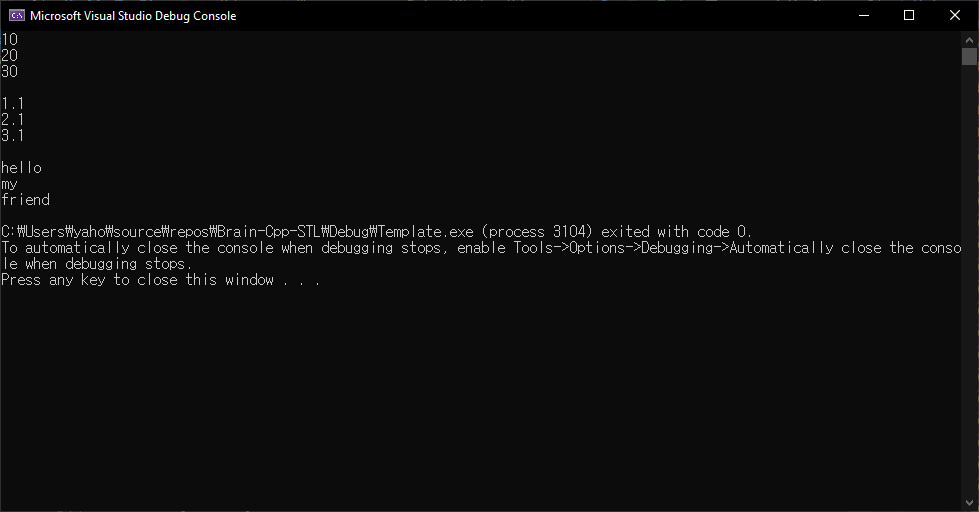 Microsoft Visual Studio Debug Console
10
20
30
1.1
2.1
3.1
hello
my
friend
C:₩Users₩yaho₩source₩repos₩Brain-Cpp-STL₩Debug₩Template.exe (process 3104) exited with code 0.
To automatically close the console when debugging stops, enable Tools->Options->Debugging->Automatically close the conso
le when debugging stops.
Press any key to close this window . . .